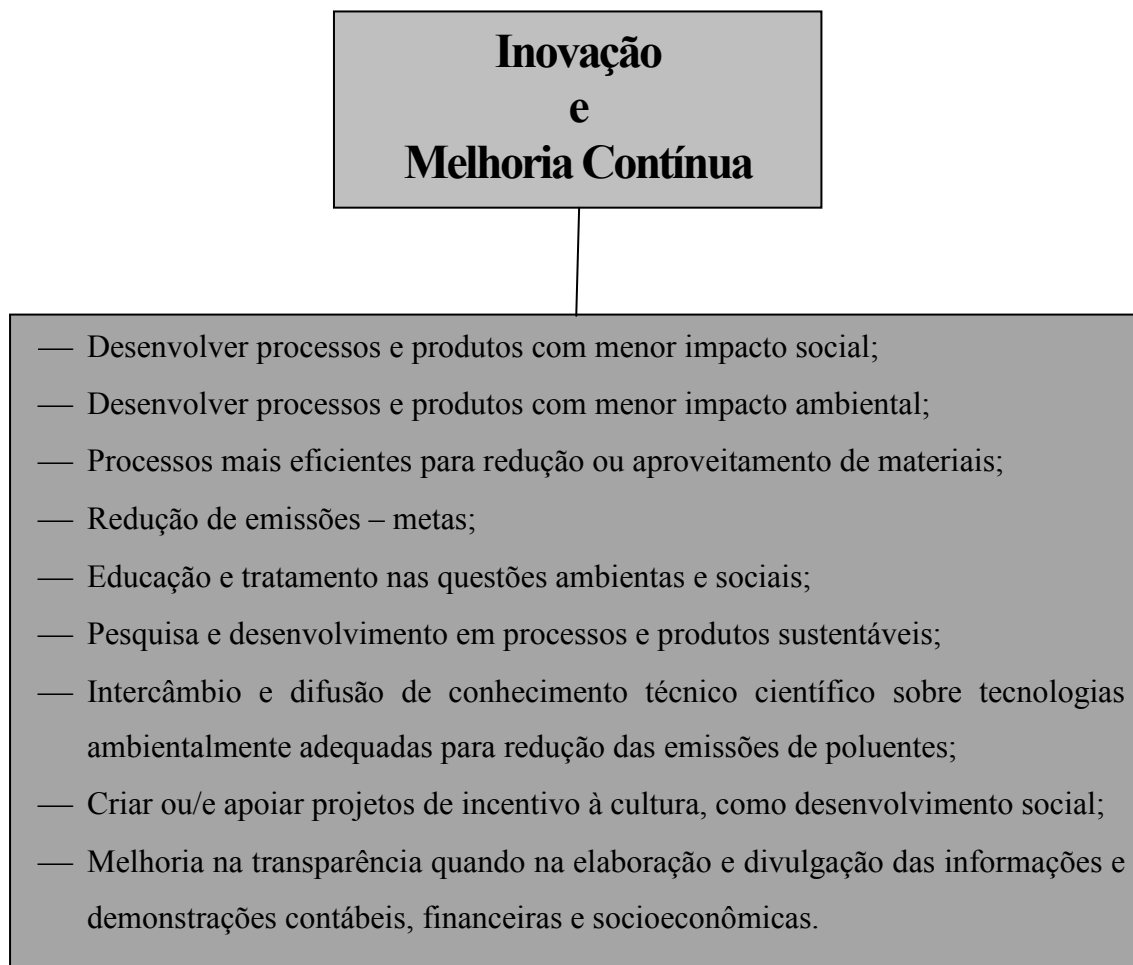 Inovação
e
Melhoria Contínua
— Desenvolver processos e produtos com menor impacto social;
— Desenvolver processos e produtos com menor impacto ambiental;
— Processos mais eficientes para redução ou aproveitamento de materiais;
— Redução de emissões – metas;
— Educação e tratamento nas questões ambientas e sociais;
— Pesquisa e desenvolvimento em processos e produtos sustentáveis;
— Intercâmbio e difusão de conhecimento técnico científico sobre tecnologias
ambientalmente adequadas para redução das emissões de poluentes;
— Criar ou/e apoiar projetos de incentivo à cultura, como desenvolvimento social;
— Melhoria na transparência quando na elaboração e divulgação das informações e
demonstrações contábeis, financeiras e socioeconômicas.